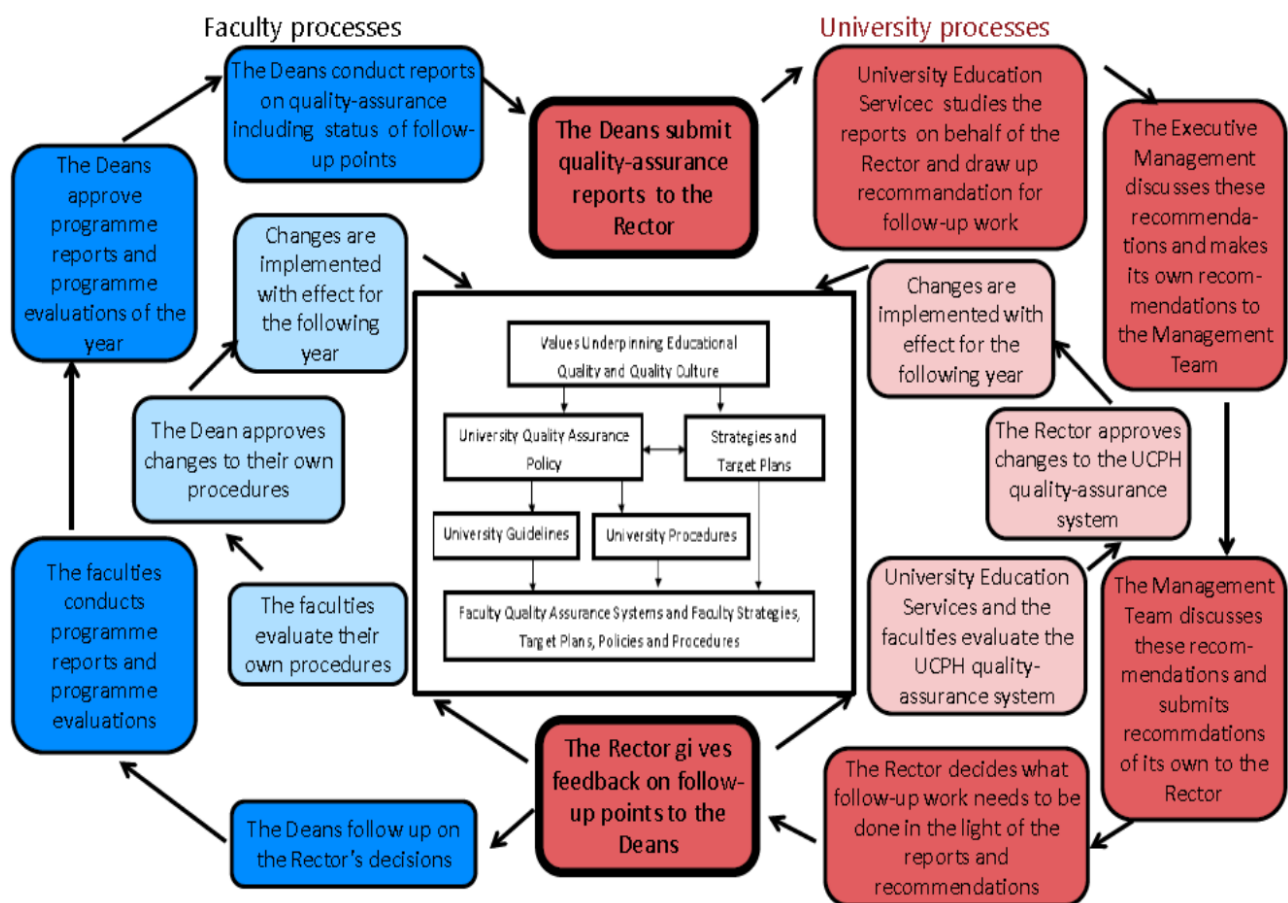 Faculty processes
University processes
The Deans conduct reports
on quality-assurance
including status of follow-
up points
The Deans submit
quality-assurance
reports to the
Rector
University Education
Servicec studies the
reports on behalf of the
Rector and draw up
recommandation for
follow-up work
The Executive
Management
discusses these
recommenda-
tions and makes
its own recom-
mendations to
the Management
Team
The Deans
approve
programme
reports and
programme
evaluations of the
year
Changes are
implemented
with effect for
the following
year
Changes are
implemented with
effect for the
following year
Values Underpinning Educational
Quality and Quality Culture
University Quality Assurance
Policy
Strategies and
Target Plans
University Guidelines
University Procedures
Faculty Quality Assurance Systems and Faculty Strategies,
Target Plans, Policies and Procedures
The Dean approves
changes to their own
procedures
The Rector approves
changes to the UCPH
quality-assurance
system
The faculties
conducts
programme
reports and
programme
evaluations
The faculties
evaluate their
own procedures
University Education
Services and the
faculties evaluate the
UCPH quality-
assurance system
The Management
Team discusses
these recom-
mendations and
submits
recommdations
of its own to the
Rector
The Rector gives
feedback on follow-
up points to the
Deans
The Deans follow up
on the Rector's decisions
The Rector decides what
follow-up work needs to be
done in the light of the
reports and
recommendations